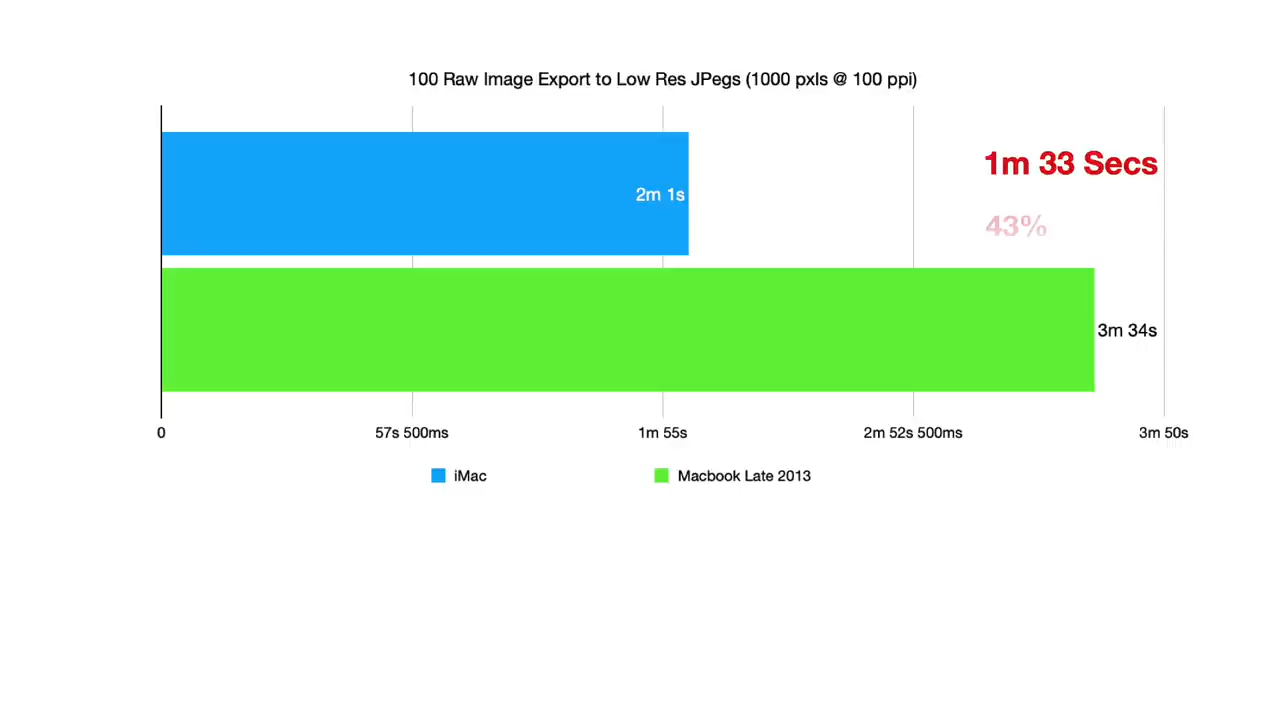 100 Raw Image Export to Low Res JPegs (1000 pxls @ 100 ppi)
2m 1s
1m 33 Secs
43%
3m 34s
0 57s 500ms 1m 55s 2m 52s 500ms 3m 50s
iMac Macbook Late 2013